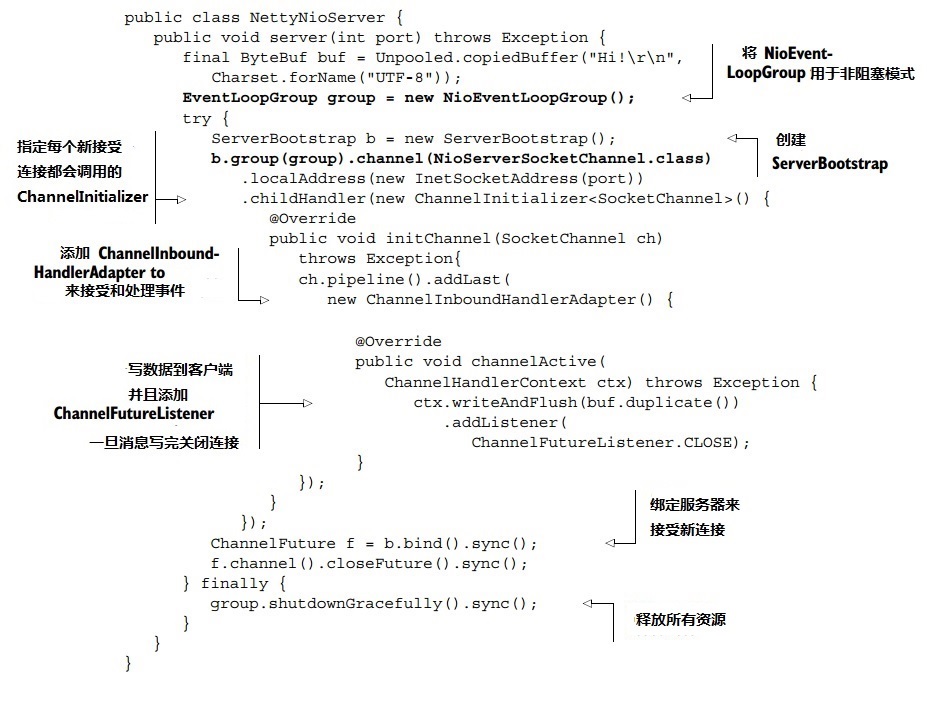 public class NettyNioServer {
public void server(int port) throws Exception {
final ByteBuf buf = Unpooled.copiedBuffer("Hi!\r\n",
Charset.forName("UTF-8"));
EventLoopGroup group = new NioEventLoopGroup();
将 NioEvent-
LoopGroup 用于非阻塞模式
try {
ServerBootstrap b = new ServerBootstrap();
创建
ServerBootstrap
b.group(group).channel(NioServerSocketChannel.class)
.localAddress(new InetSocketAddress(port))
.childHandler(new ChannelInitializer<SocketChannel>() {
指定每个新接受
连接都会调用的
ChannelInitializer
@Override
public void initChannel(SocketChannel ch)
throws Exception{
ch.pipeline().addLast(
new ChannelInboundHandlerAdapter() {
添加 ChannelInbound-
HandlerAdapter to
来接受和处理事件
@Override
public void channelActive(
ChannelHandlerContext ctx) throws Exception {
ctx.writeAndFlush(buf.duplicate())
.addListener(
ChannelFutureListener.CLOSE);
写数据到客户端
并且添加
ChannelFutureListener
一旦消息写完关闭连接
}
});
}
});
ChannelFuture f = b.bind().sync();
绑定服务器来
接受新连接
f.channel().closeFuture().sync();
} finally {
group.shutdownGracefully().sync();
释放所有资源
}
}
}